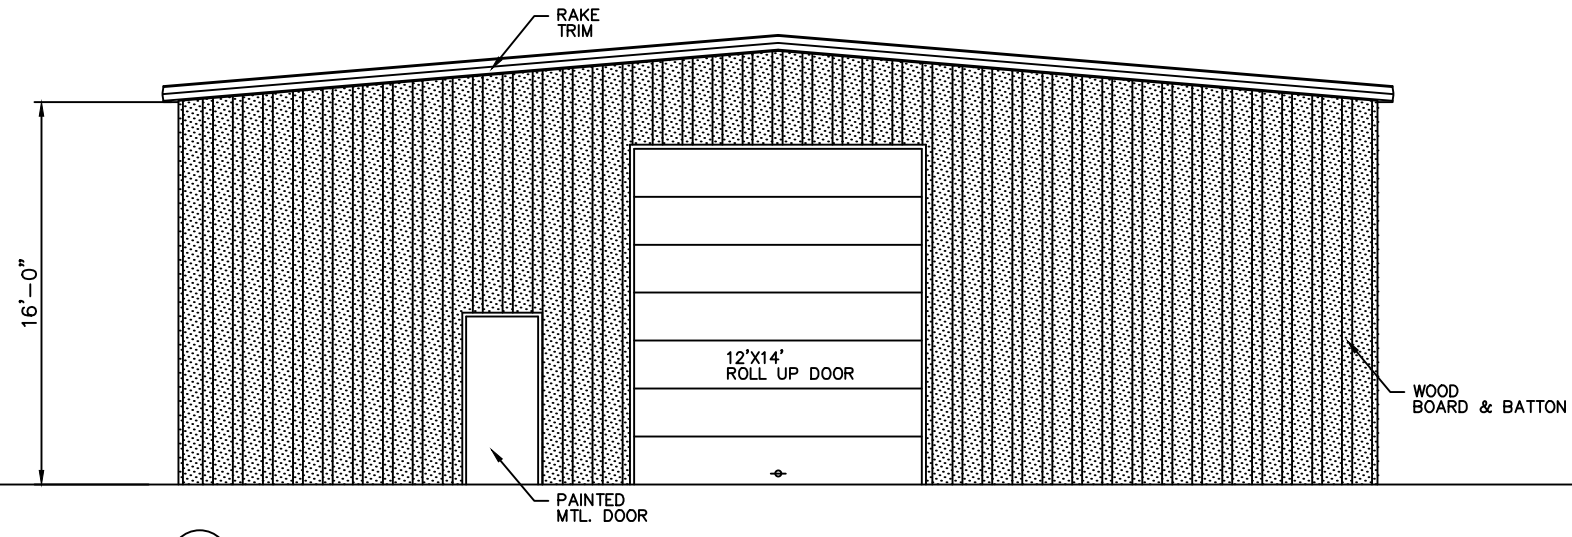 RAKE
TRIM
16'-0"
12'X14'
ROLL UP DOOR
WOOD
BOARD & BATTON
PAINTED
MTL. DOOR